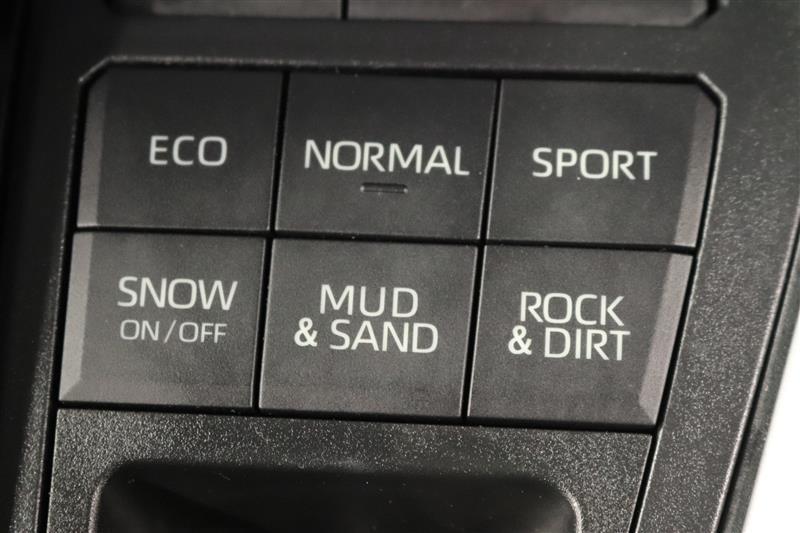 ECO
NORMAL
SPORT
SNOW
ON / OFF
MUD
& SAND
ROCK
& DIRT